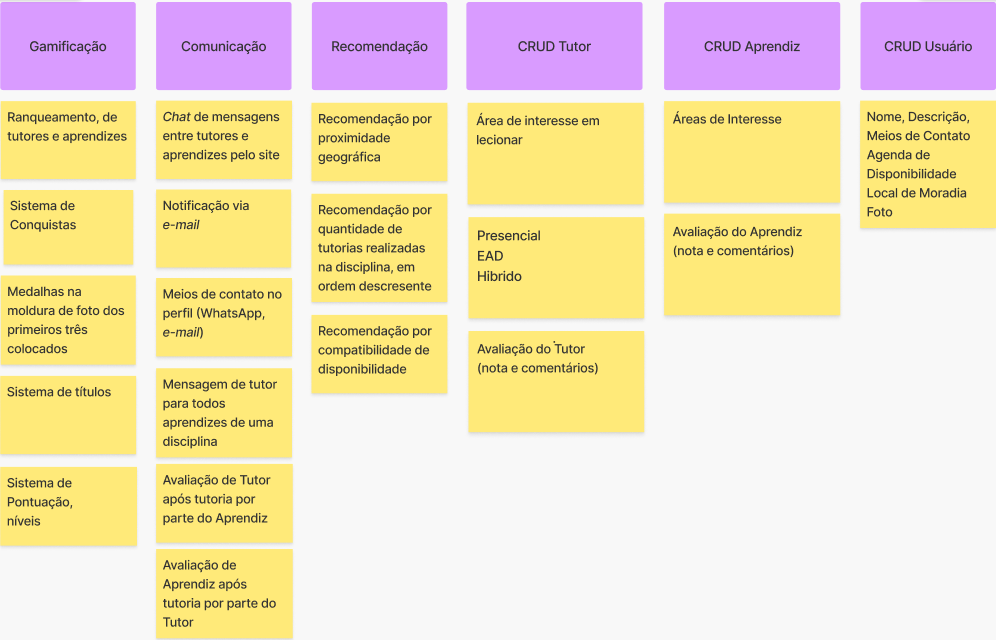 Gamificação
Comunicação
Recomendação
CRUD Tutor
CRUD Aprendiz
CRUD Usuário
Ranqueamento, de
tutores e aprendizes
Sistema de
Conquistas
Medalhas na
moldura de foto dos
primeiros três
colocados
Sistema de títulos
Sistema de
Pontuação,
níveis
Chat de mensagens
entre tutores e
aprendizes pelo site
Notificação via
e-mail
Meios de contato no
perfil (WhatsApp,
e-mail)
Mensagem de tutor
para todos
aprendizes de uma
disciplina
Avaliação de Tutor
após tutoria por
parte do Aprendiz
Avaliação de
Aprendiz após
tutoria por parte do
Tutor
Recomendação por
proximidade
geográfica
Recomendação por
quantidade de
tutorias realizadas
na disciplina, em
ordem descresente
Recomendação por
compatibilidade de
disponibilidade
Área de interesse em
lecionar
Presencial
EAD
Hibrido
Avaliação do Tutor
(nota e comentários)
Áreas de Interesse
Avaliação do Aprendiz
(nota e comentários)
Nome, Descrição,
Meios de Contato
Agenda de
Disponibilidade
Local de Moradia
Foto